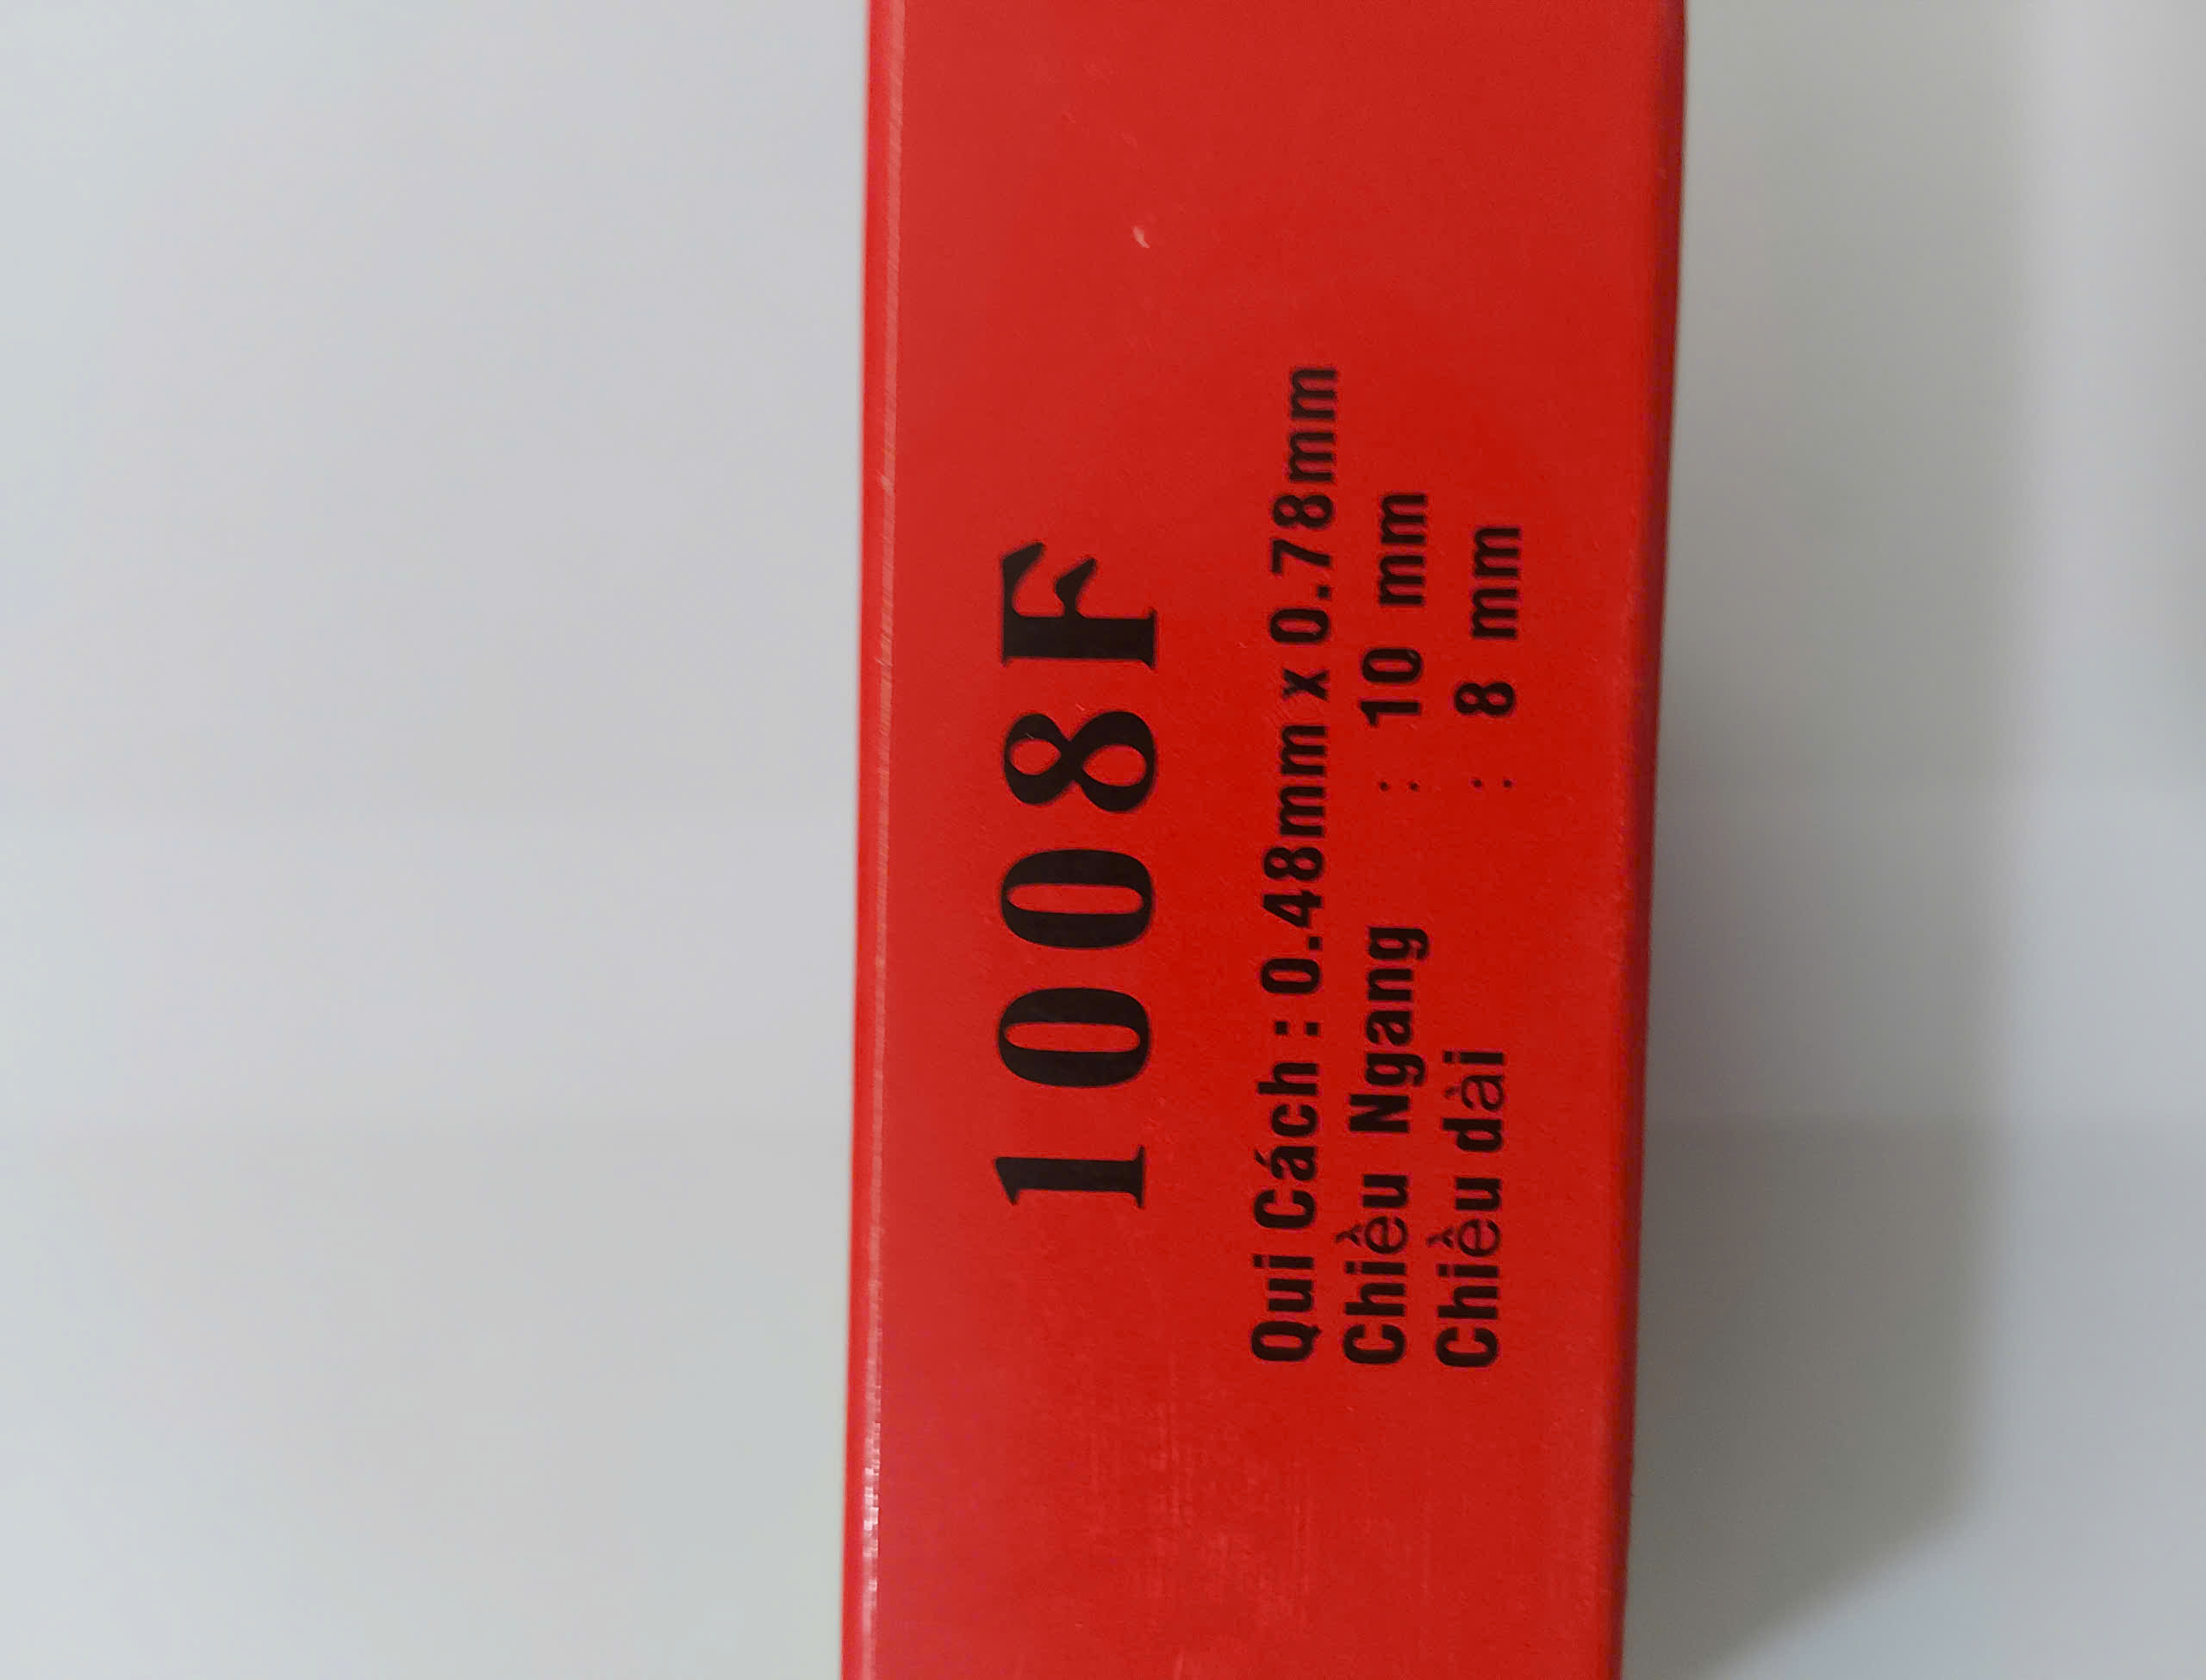 1008F
Qui Cách : 0.48mm x 0.78mm
Chiều Ngang : 10 mm
Chiều dài : 8 mm